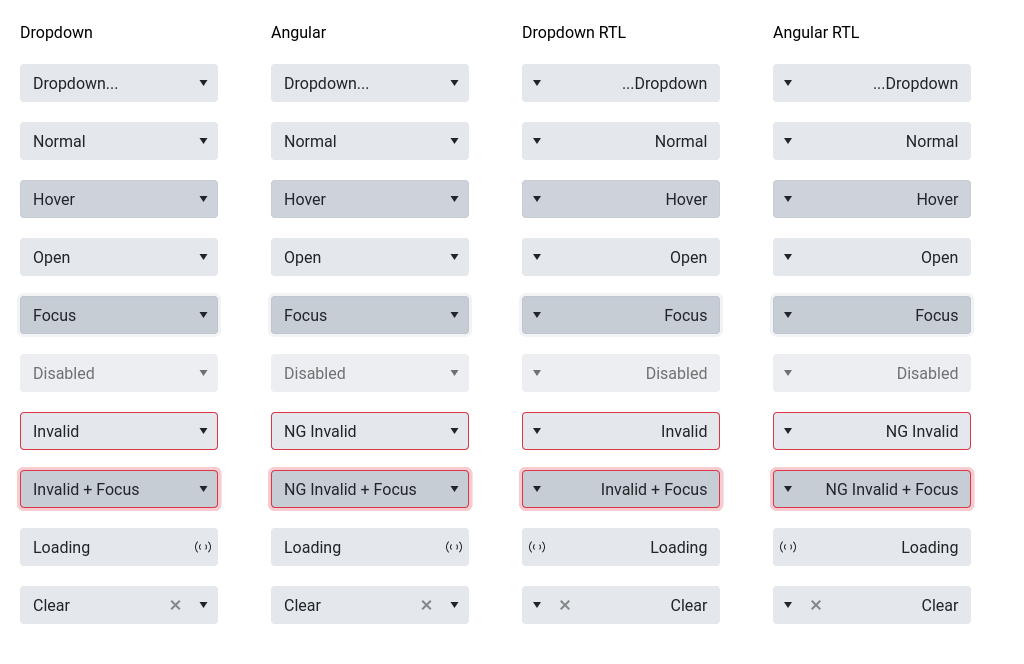 Dropdown Angular Dropdown RTL Angular RTL
Dropdown... Dropdown... ...Dropdown ...Dropdown
Normal Normal Normal Normal
Hover Hover Hover Hover
Open Open Open Open
Focus Focus Focus Focus
Disabled Disabled Disabled Disabled
Invalid NG Invalid Invalid NG Invalid
Invalid + Focus NG Invalid + Focus Invalid + Focus NG Invalid + Focus
Loading Loading Loading Loading
Clear Clear Clear Clear